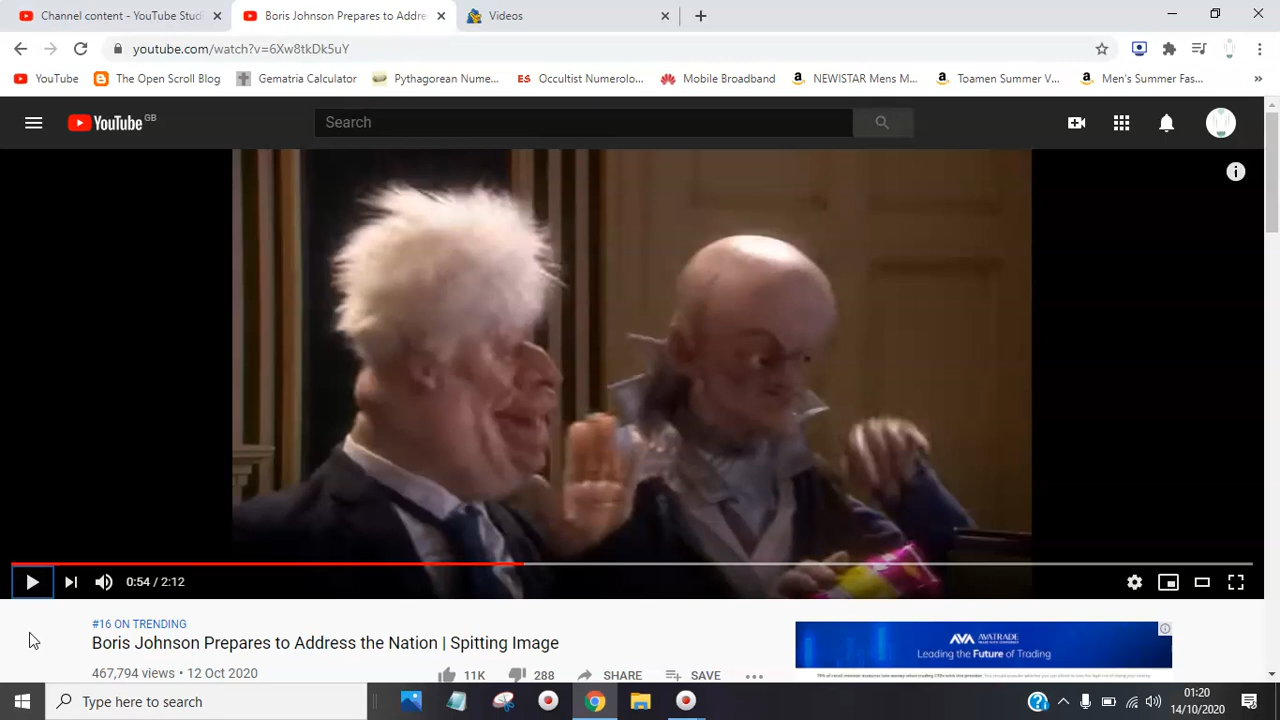 Channel content - YouTube Studi
Boris Johnson Prepares to Addre
Videos
youtube.com/watch?v=6Xw8tkDk5uY
YouTube
The Open Scroll Blog
Gematria Calculator
Pythagorean Nume...
ES Occultist Numerolo...
Mobile Broadband
NEWISTAR Mens M...
Toamen Summer V...
Men's Summer Fas...
YouTube GB
Search
0:54 / 2:12
#16 ON TRENDING
Boris Johnson Prepares to Address the Nation | Spitting Image
467,794 views • 12 Oct 2020
11K
288
SHARE
SAVE
AVATRADE
Leading the Future of Trading
Type here to search
01:20
14/10/2020